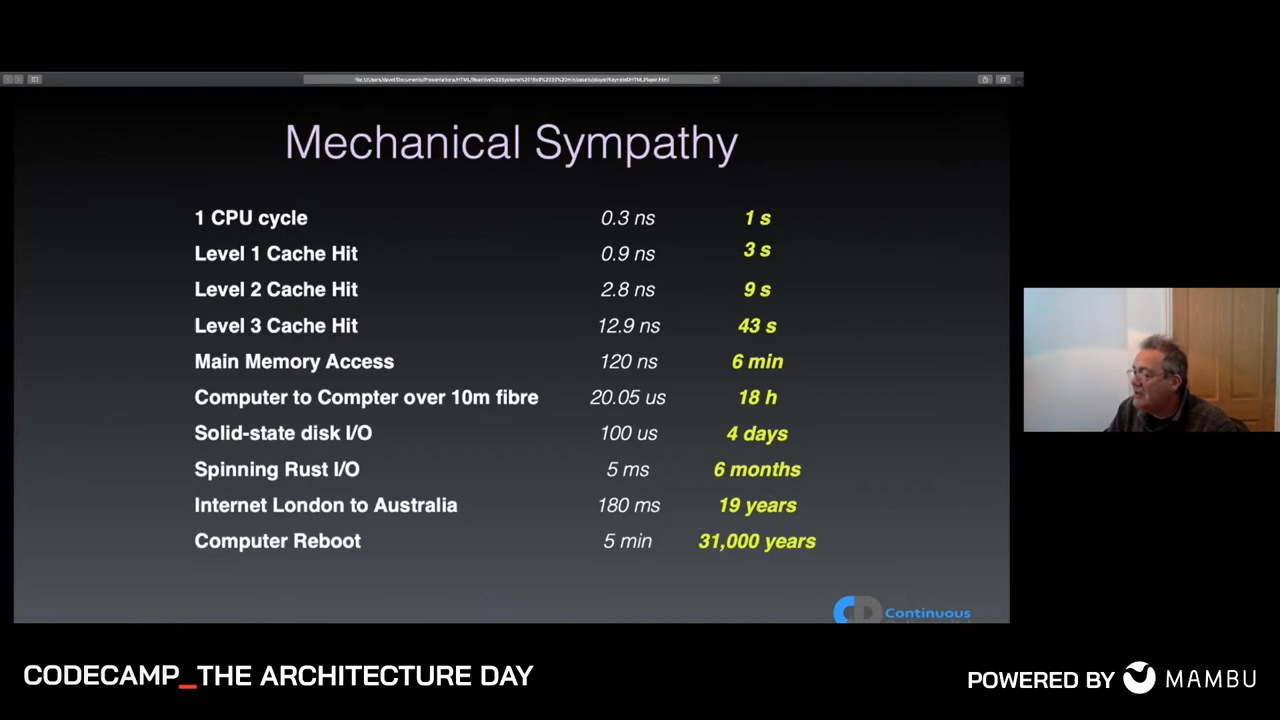 Mechanical Sympathy
1 CPU cycle 0.3 ns 1 s
Level 1 Cache Hit 0.9 ns 3 s
Level 2 Cache Hit 2.8 ns 9 s
Level 3 Cache Hit 12.9 ns 43 s
Main Memory Access 120 ns 6 min
Computer to Compter over 10m fibre 20.05 us 18 h
Solid-state disk I/O 100 us 4 days
Spinning Rust I/O 5 ms 6 months
Internet London to Australia 180 ms 19 years
Computer Reboot 5 min 31,000 years
CD Continuous
CODECAMP_THE ARCHITECTURE DAY
POWERED BY MAMBU